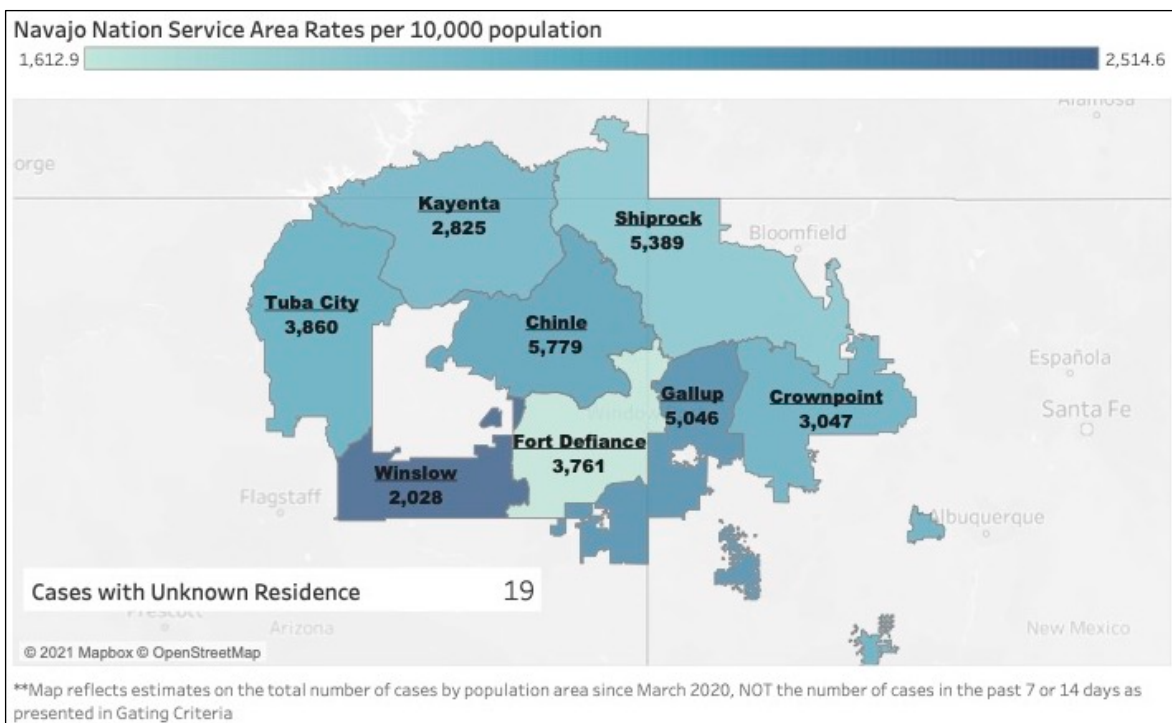 Navajo Nation Service Area Rates per 10,000 population
1,612.9
2,514.6
Alamosa
orge
Kayenta
2,825
Shiprock
5,389
Bloomfield
Tuba City
3,860
Chinle
5,779
Española
Gallup
5,046
Crownpoint
3,047
Santa Fe
Window
Fort Defiance
3,761
Winslow
2,028
Flagstaff
Albuquerque
Cases with Unknown Residence 19
Prescott
Arizona
New Mexico
© 2021 Mapbox © OpenStreetMap
**Map reflects estimates on the total number of cases by population area since March 2020, NOT the number of cases in the past 7 or 14 days as
presented in Gating Criteria